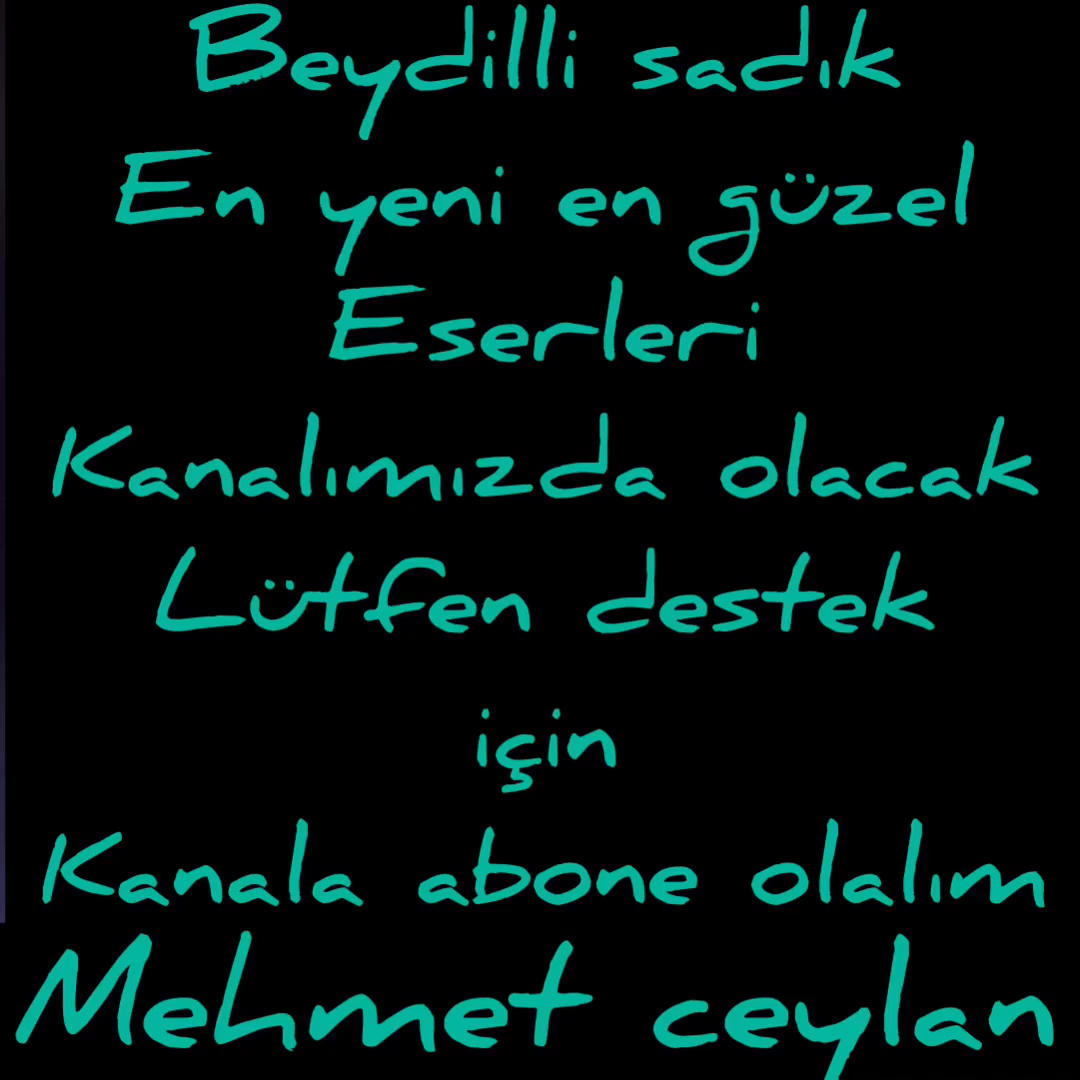 Beydilli sadık
En yeni en güzel
Eserleri
Kanalımızda olacak
Lütfen destek
için
Kanala abone olalım
Mehmet ceylan